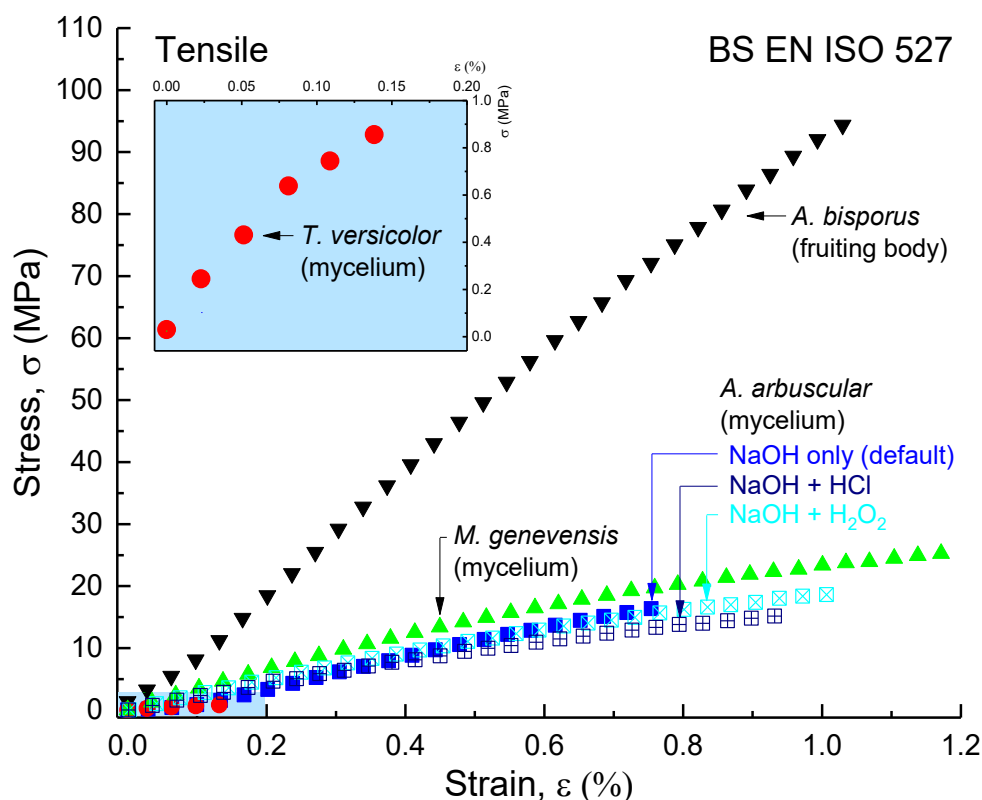 Tensile
BS EN ISO 527
ε (%)
0.00 0.05 0.10 0.15 0.20
σ (MPa)
1.0
0.8
0.6
0.4
0.2
0.0
T. versicolor
(mycelium)
A. bisporus
(fruiting body)
A. arbuscular
(mycelium)
NaOH only (default)
NaOH + HCl
NaOH + H₂O₂
M. genevensis
(mycelium)
Stress, σ (MPa)
110
100
90
80
70
60
50
40
30
20
10
0
0.0 0.2 0.4 0.6 0.8 1.0 1.2
Strain, ε (%)